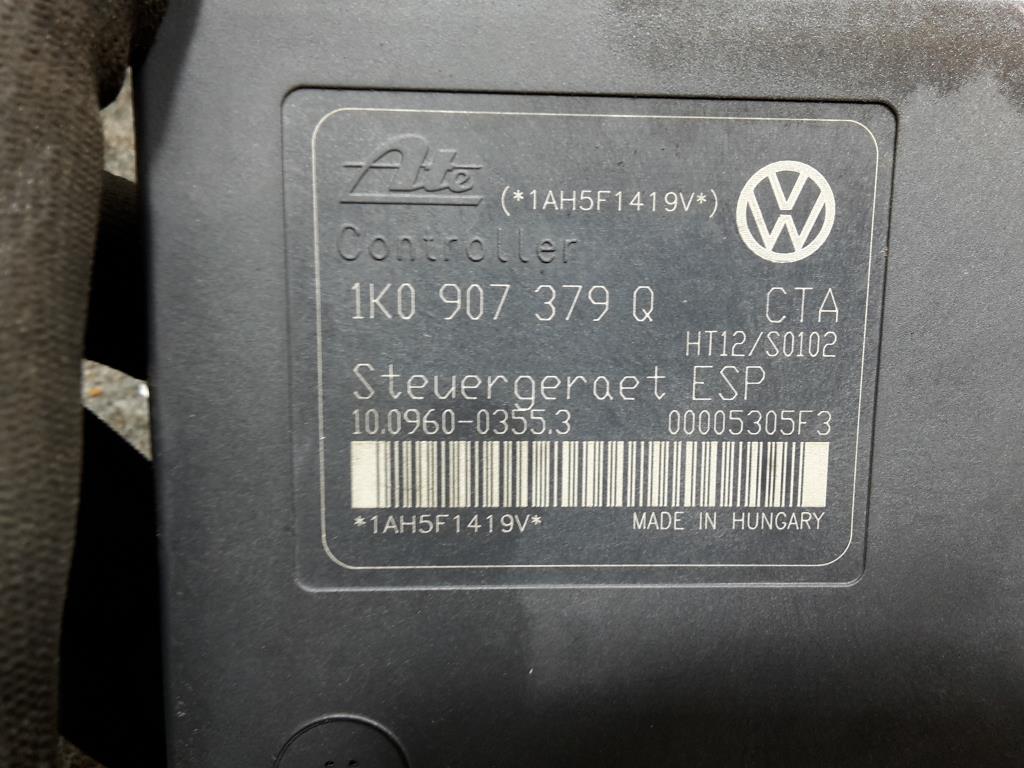 Ate
(*1AH5F1419V*)
Controller
1K0 907 379 Q CTA
HT12/S0102
Steuergeraet ESP
10.0960-0355.3 00005305F3
*1AH5F1419V* MADE IN HUNGARY